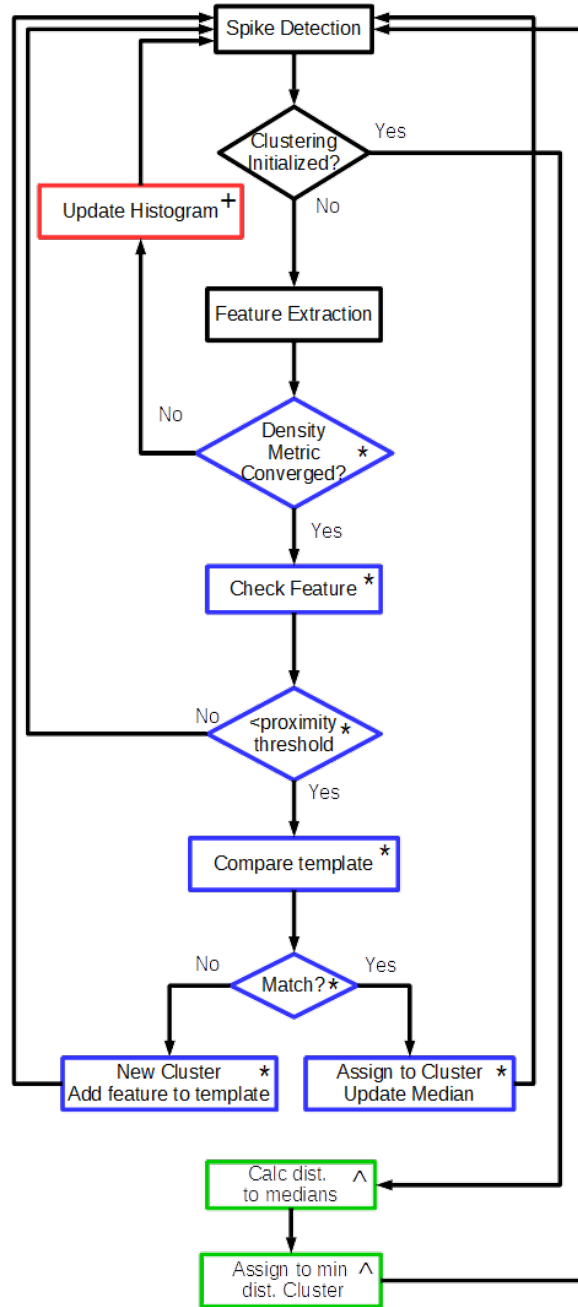 Spike Detection
Clustering
Initialized?
Yes
No
Update Histogram +
Feature Extraction
No
Density
Metric *
Converged?
Yes
Check Feature *
No
<proximity *
threshold
Yes
Compare template *
No
Match? *
Yes
New Cluster *
Add feature to template
Assign to Cluster *
Update Median
Calc dist. ^
to medians
Assign to min ^
dist. Cluster